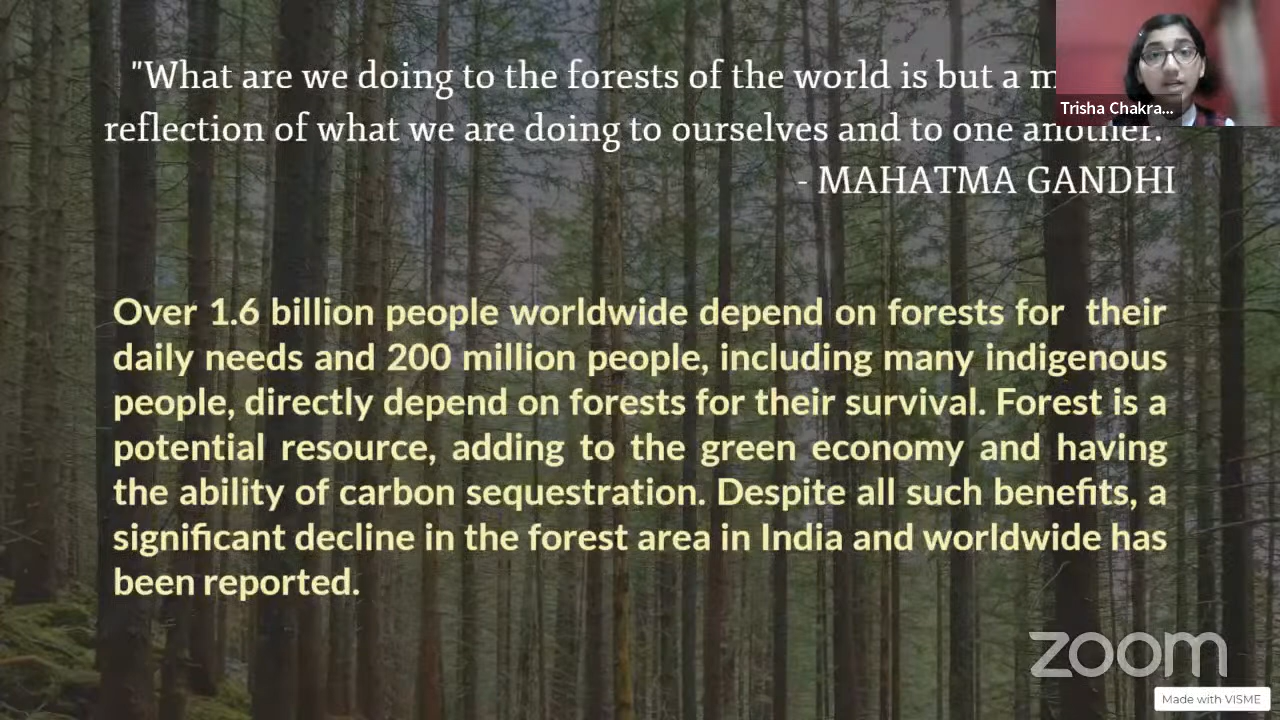 "What are we doing to the forests of the world is but a
reflection of what we are doing to ourselves and to one another."
- MAHATMA GANDHI
Trisha Chakra...
Over 1.6 billion people worldwide depend on forests for their
daily needs and 200 million people, including many indigenous
people, directly depend on forests for their survival. Forest is a
potential resource, adding to the green economy and having
the ability of carbon sequestration. Despite all such benefits, a
significant decline in the forest area in India and worldwide has
been reported.
zoom
Made with VISME